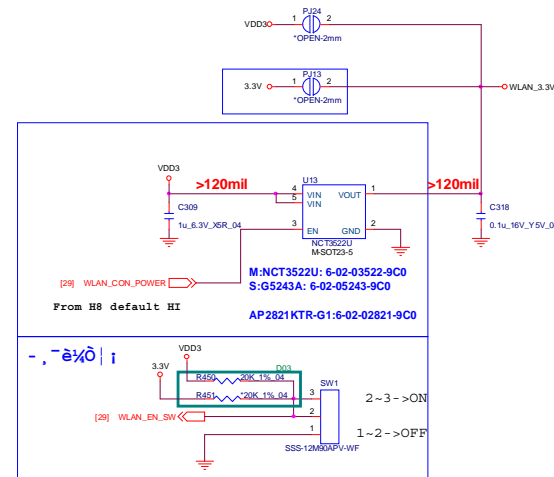 PJ24
VDD3 1 2
*OPEN-2mm
PJ13
3.3V 1 2
*OPEN-2mm
WLAN_3.3V
VDD3
>120mil
U13
>120mil
4 VIN VOUT 1
5 VIN
C309
1u_6.3V_X5R_04
3 EN GND 2
C318
0.1u_16V_Y5V_0
NCT3522U
M-SOT23-5
[29] WLAN_CON_POWER
M:NCT3522U: 6-02-03522-9C0
S:G5243A: 6-05-05243-9C0
From H8 default HI
AP2821KTR-G1:6-02-02821-9C0
- ‚ ¯è¼Ò¦ ¡
VDD3
3.3V
D03
R450 20K_1%_04
R451 *20K_1%_04
SW1
3
2
1
2~3->ON
[29] WLAN_EN_SW
1~2->OFF
SSS-12M90APV-WF